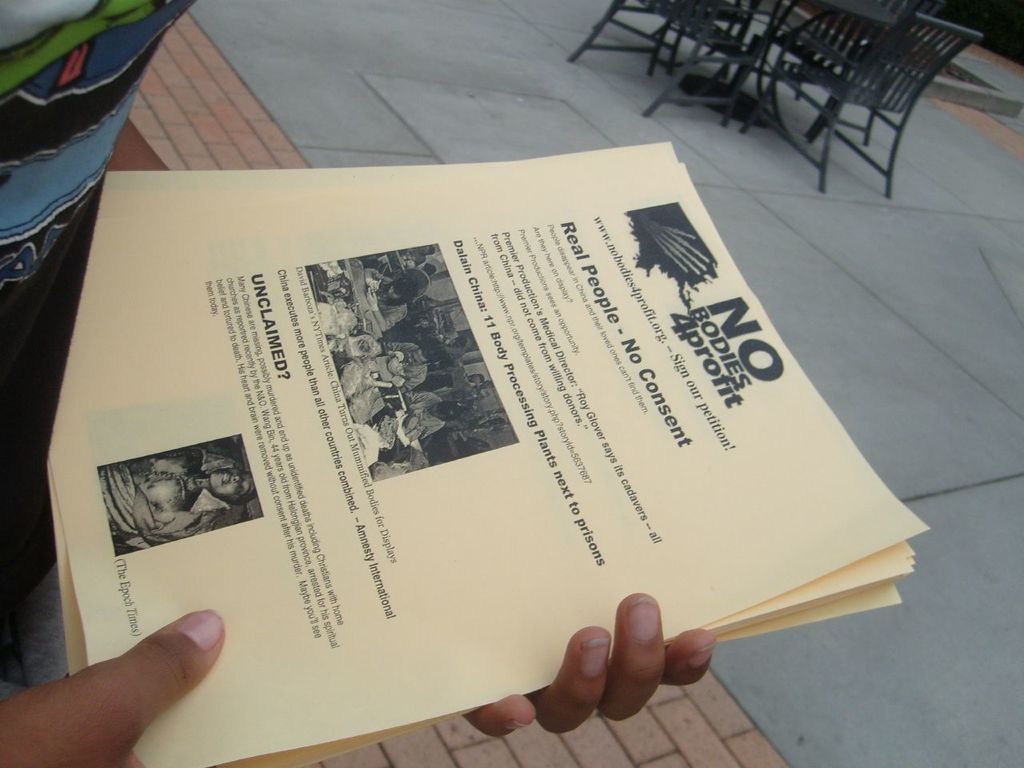 NO
BODIES
4profit
www.nobodies4profit.org. – Sign our petition!
Real People - No Consent
People disappear in China and their loved ones can't find them.
Are they here on display?
Premier Productions sees an opportunity.
Premier Production's Medical Director: "Roy Glover says its cadavers – all
from China – did not come from willing donors."
...NPR article:http://www.npr.org/templates/story/story.php?storyId=5637687
Dalain China: 11 Body Processing Plants next to prisons
David Barboza's NYTimes Article: China Turns Out Mummified Bodies for Displays
China executes more people than all other countries combined. – Amnesty International
UNCLAIMED?
Many Chinese are missing, possibly murdered and end up as unidentified deaths including Christians with home
churches as reported recently by the N&O. Wang Bin, 44 years old from Helongjian province, arrested for his spiritual
belief and tortured to death. His heart and brain were removed without consent after his murder. Maybe you'll see
them today.
(The Epoch Times)